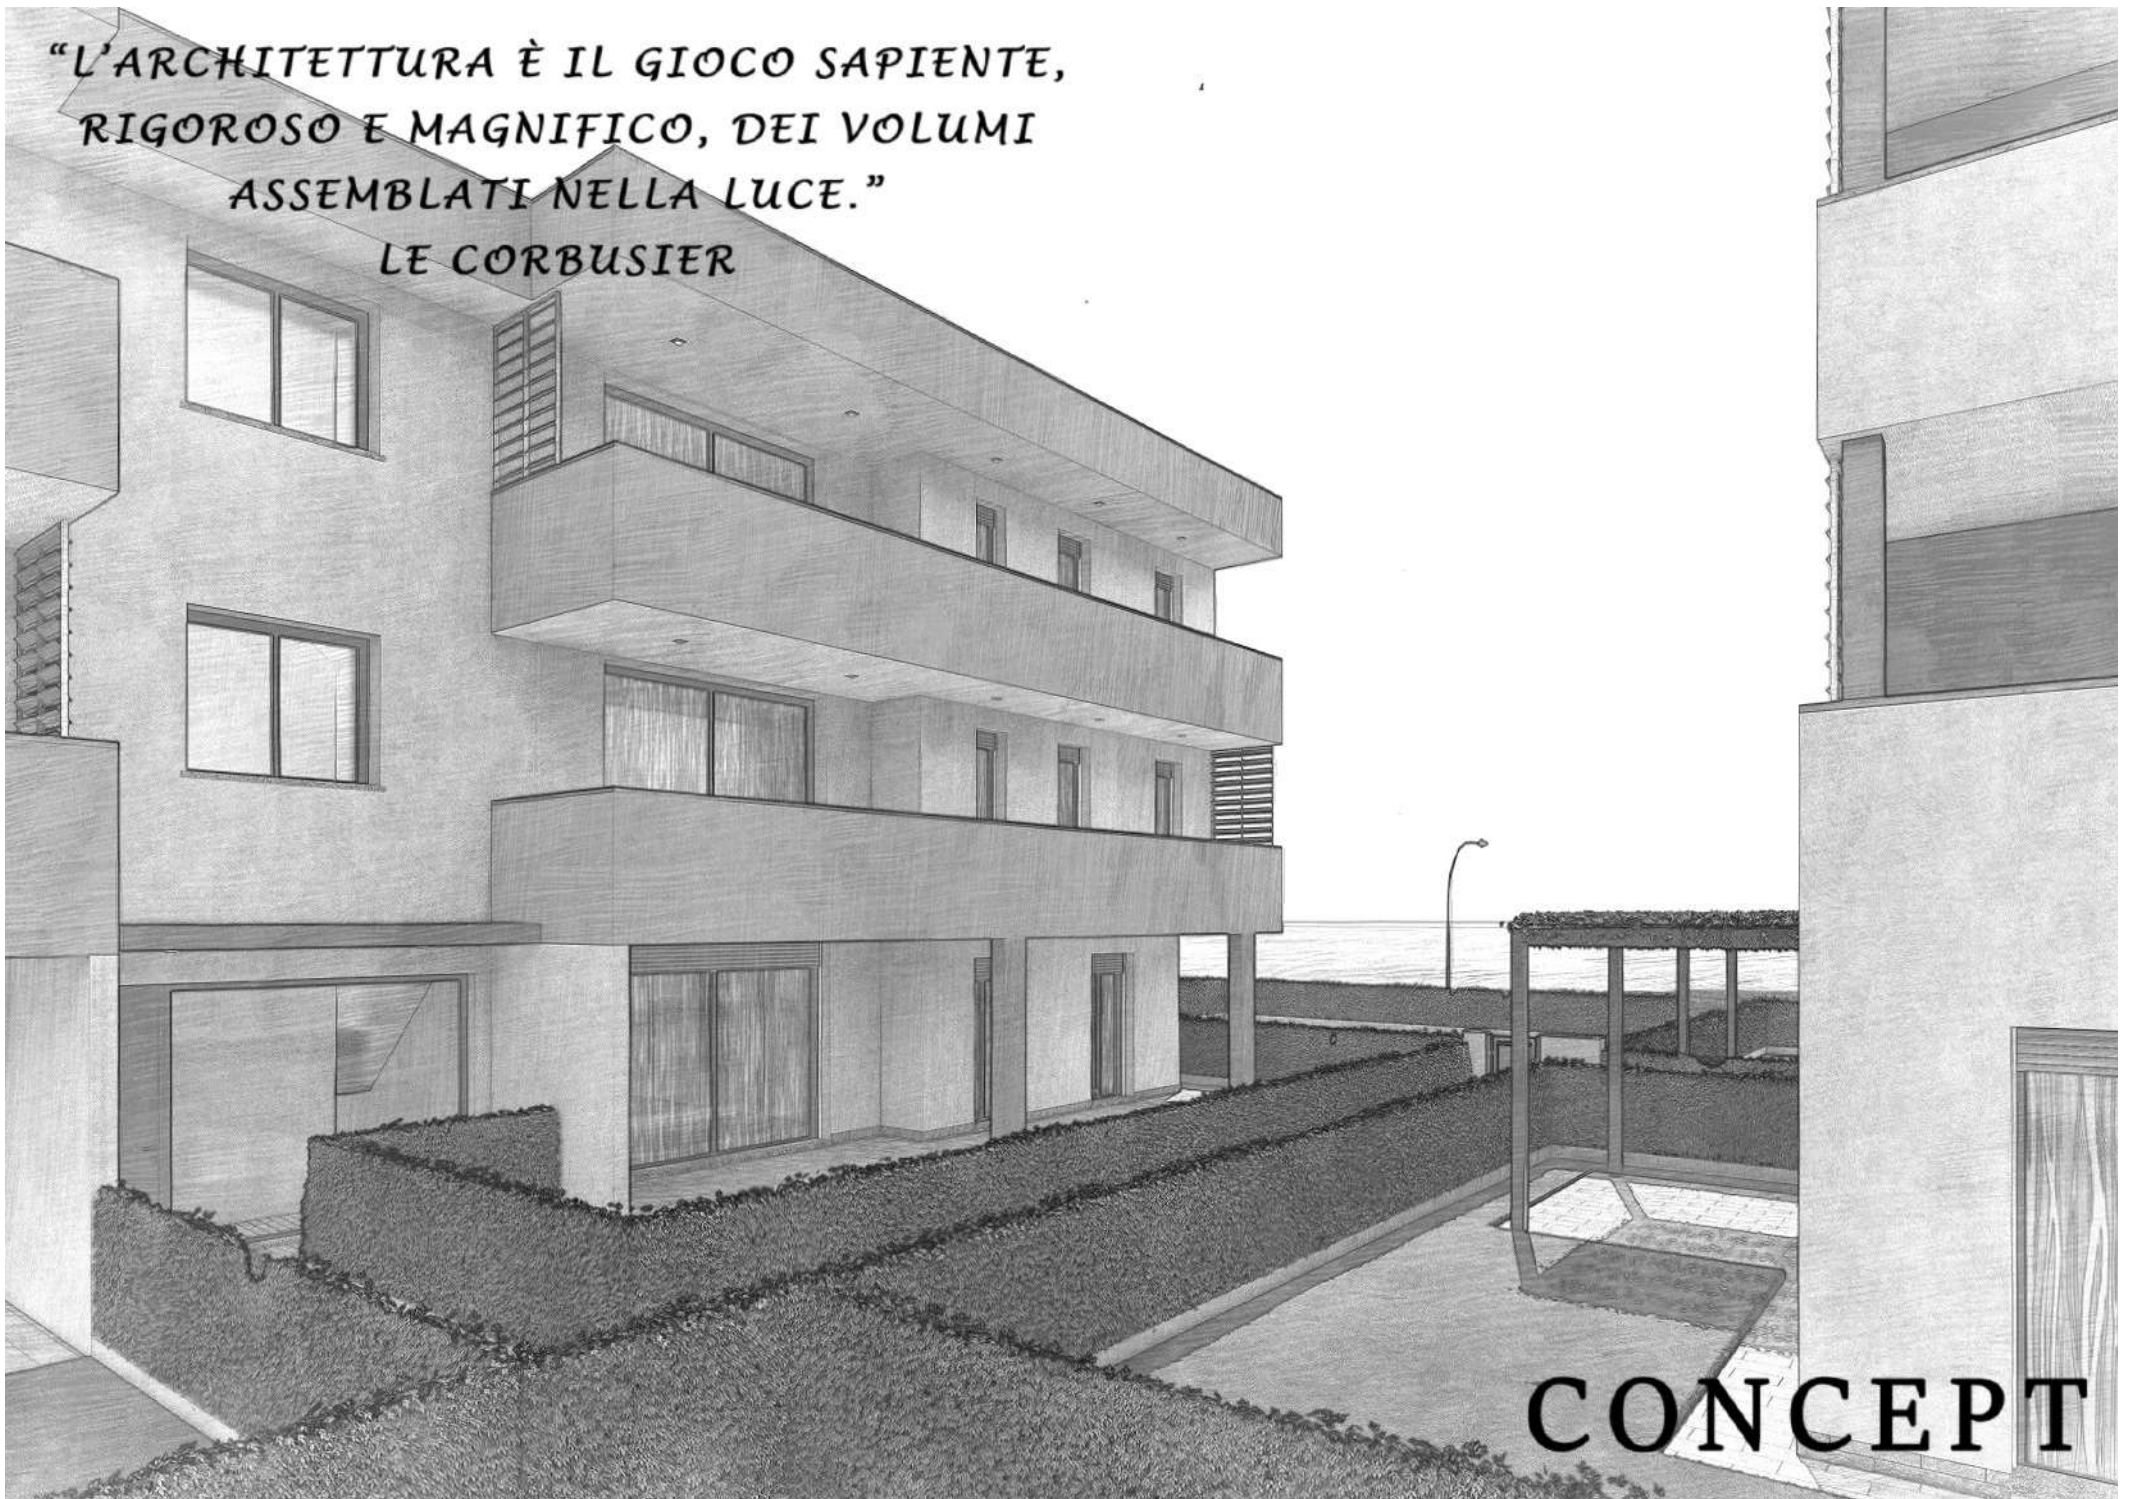 “L’ARCHITETTURA È IL GIOCO SAPIENTE,
RIGOROSO E MAGNIFICO, DEI VOLUMI
ASSEMBLATI NELLA LUCE.”
LE CORBUSIER
CONCEPT